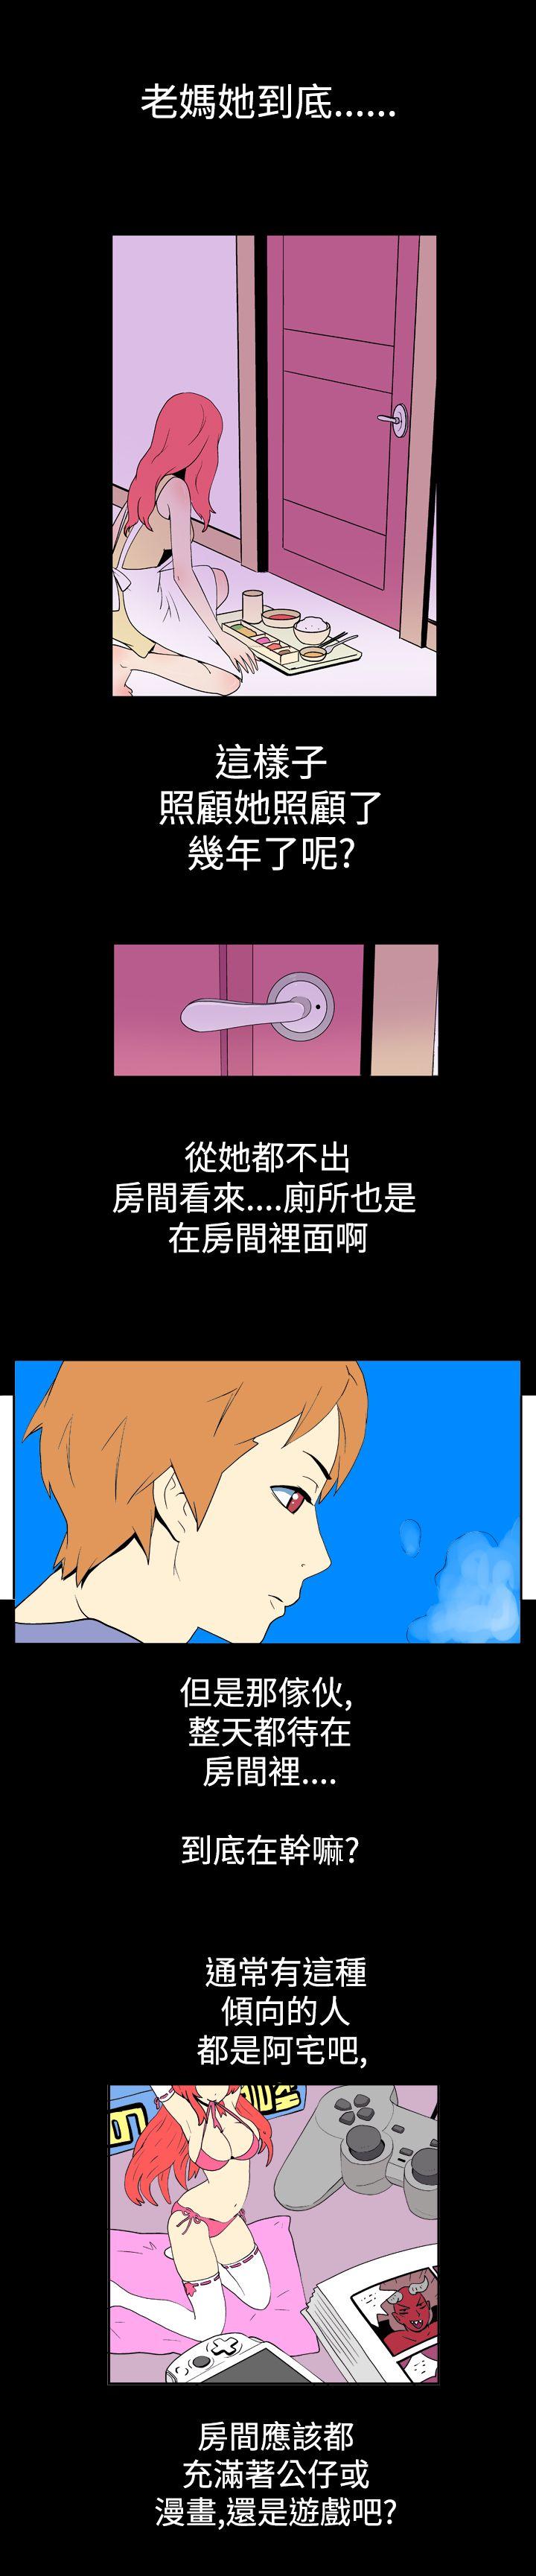 老媽她到底......
這樣子
照顧她照顧了
幾年了呢?
從她都不出
房間看來....廁所也是
在房間裡面啊
但是那傢伙,
整天都待在
房間裡....
到底在幹嘛?
通常有這種
傾向的人
都是阿宅吧,
房間應該都
充滿著公仔或
漫畫,還是遊戲吧?